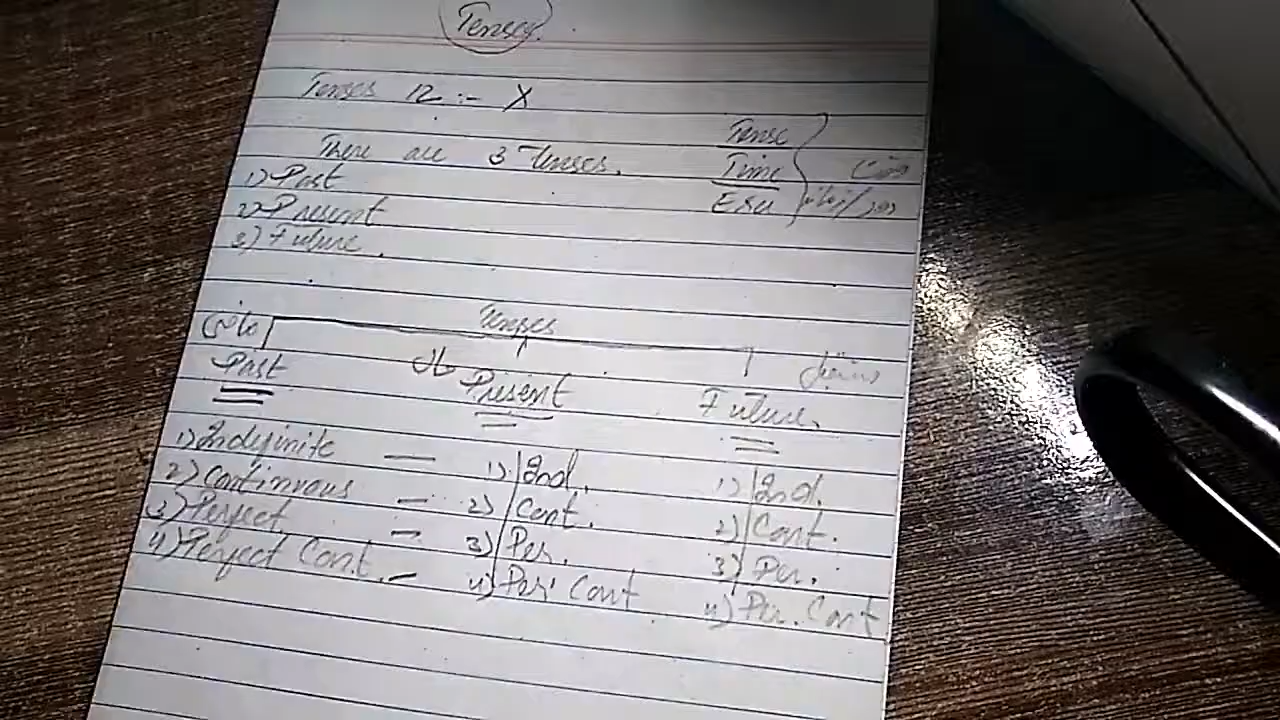 Tenses.
Tenses 12 :- X
There are 3 Tenses.
1) Past
2) Present
3) Future.
Tense
Time
Tenses
ماضی
Past
حال
Present
Future.
1) Indefinite — 1) Ind. 1) Ind.
2) Continuous — 2) Cont. 2) Cont.
3) Perfect — 3) Per. 3) Per.
4) Perfect Cont. — 4) Per. Cont 4) Per. Cont